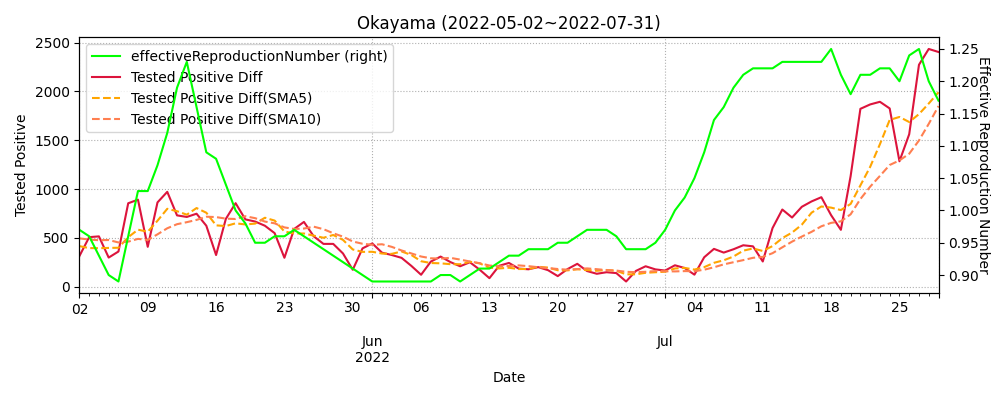 Okayama (2022-05-02~2022-07-31)
effectiveReproductionNumber (right)
Tested Positive Diff
Tested Positive Diff(SMA5)
Tested Positive Diff(SMA10)
Tested Positive
2500
2000
1500
1000
500
0
1.25
1.20
1.15
1.10
1.05
1.00
0.95
0.90
Effective Reproduction Number
02 09 16 23 30 06 13 20 27 04 11 18 25
Jun Jul
2022
Date